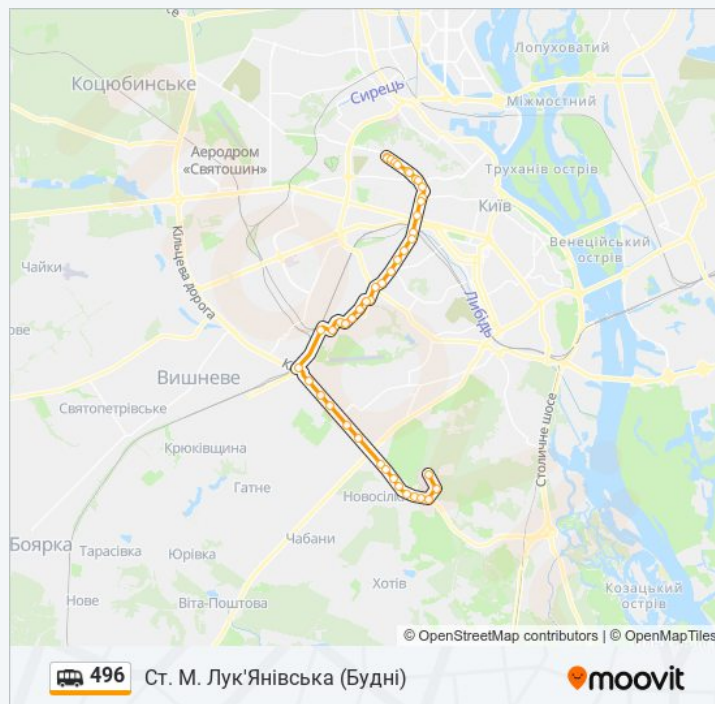 Лопуховатий
Коцюбинське
Сирець
Міжмостний
Аеродром
«Святошин»
Труханів острів
Київ
Кільцева дорога
Венеційський
острів
Чайки
Либідь
Вишневе
Святопетрівське
Столичне шосе
Крюківщина
Гатне
Новосілки
Чабани
Боярка
Тарасівка
Юрівка
Хотів
Козацький
острів
Нове
Віта-Поштова
© OpenStreetMap contributors | © OpenMapTiles
496 Ст. М. Лук'Янівська (Будні)
moovit